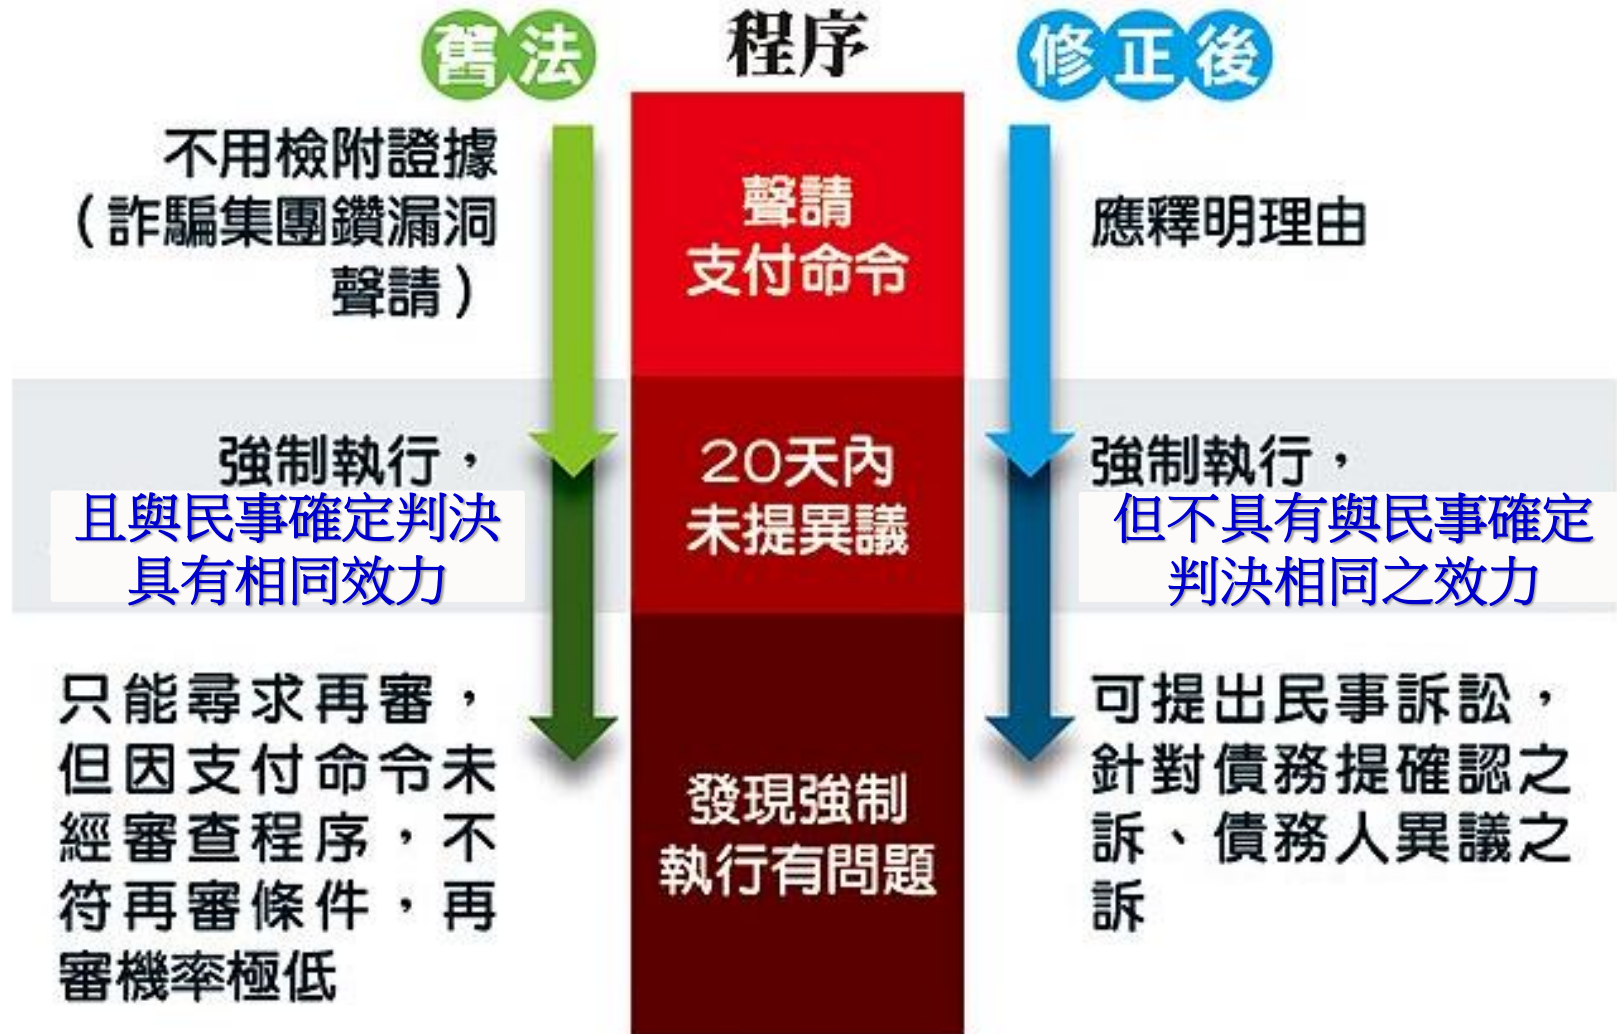 舊法
程序
修正後
不用檢附證據
(詐騙集團鑽漏洞
聲請)
聲請
支付命令
應釋明理由
強制執行，
且與民事確定判決
具有相同效力
20天內
未提異議
強制執行，
但不具有與民事確定
判決相同之效力
只能尋求再審，
但因支付命令未
經審查程序，不
符再審條件，再
審機率極低
發現強制
執行有問題
可提出民事訴訟，
針對債務提確認之
訴、債務人異議之
訴